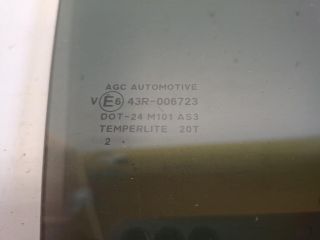 AGC AUTOMOTIVE
V E6 43R-006723
DOT-24 M101 AS3
TEMPERLITE 20T
2